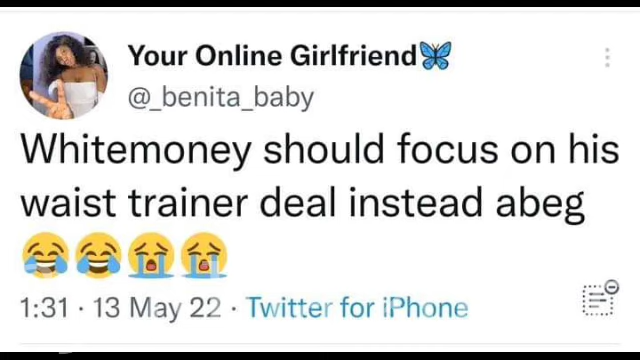 Your Online Girlfriend🦋
@_benita_baby
Whitemoney should focus on his
waist trainer deal instead abeg
😂😂😭😭
1:31 · 13 May 22 · Twitter for iPhone